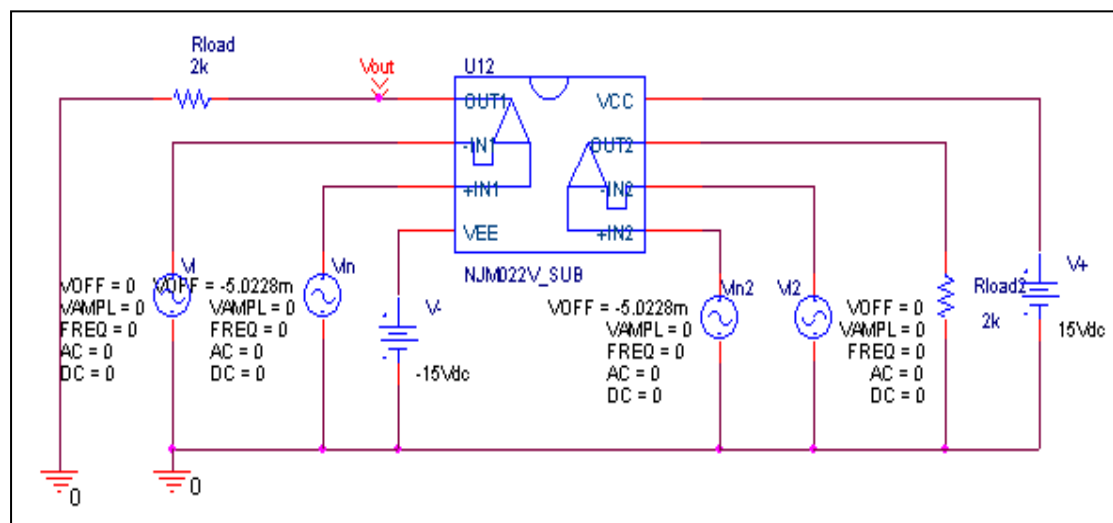 Rload
2k
Vout
U12
OUT1
VCC
-IN1
OUT2
+IN1
-IN2
VEE
+IN2
NJM022V_SUB
VI
VOFF = 0
VAMPL = 0
FREQ = 0
AC = 0
DC = 0
Vin
VOFF = -5.0228m
VAMPL = 0
FREQ = 0
AC = 0
DC = 0
V-
-15Vdc
Vin2
VOFF = -5.0228m
VAMPL = 0
FREQ = 0
AC = 0
DC = 0
VI2
VOFF = 0
VAMPL = 0
FREQ = 0
AC = 0
DC = 0
Rload2
2k
V+
15Vdc
0
0